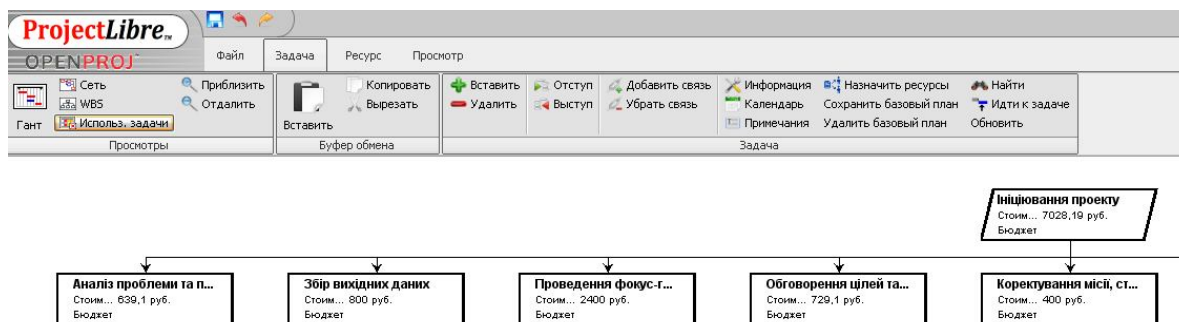 ProjectLibre™
OPENPROJ
Файл Задача Ресурс Просмотр
Сеть Приблизить Копировать Вставить Отступ Добавить связь Информация Назначить ресурсы Найти
WBS Отдалить Вырезать Удалить Выступ Убрать связь Календарь Сохранить базовый план Идти к задаче
Гант Использ. задачи Вставить Примечания Удалить базовый план Обновить
Просмотры Буфер обмена Задача
Ініціювання проекту
Стоим... 7028,19 руб.
Бюджет
Аналіз проблеми та п...
Стоим... 639,1 руб.
Бюджет
Збір вихідних даних
Стоим... 800 руб.
Бюджет
Проведення фокус-г...
Стоим... 2400 руб.
Бюджет
Обговорення цілей та...
Стоим... 729,1 руб.
Бюджет
Коректування місії, ст...
Стоим... 400 руб.
Бюджет